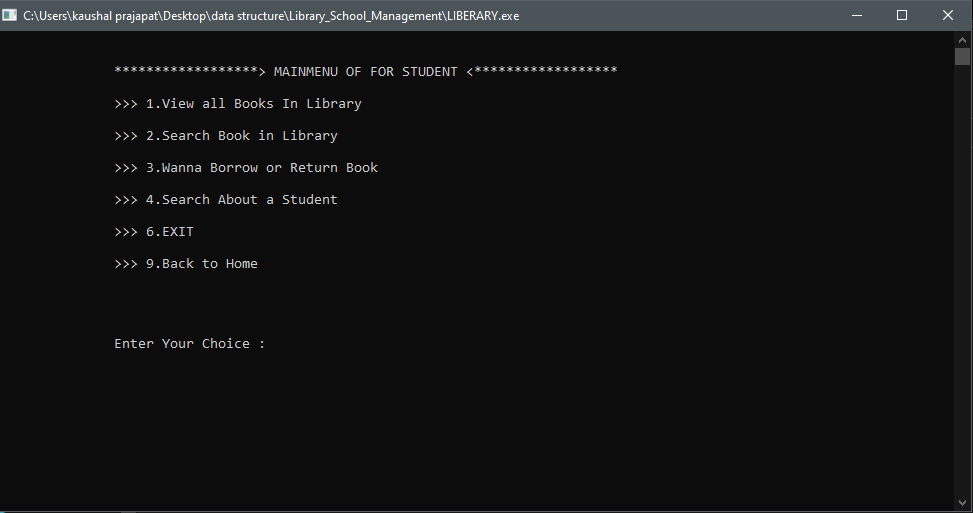 C:\Users\kaushal prajapat\Desktop\data structure\Library_School_Management\LIBERARY.exe
******************> MAINMENU OF FOR STUDENT <******************
>>> 1.View all Books In Library
>>> 2.Search Book in Library
>>> 3.Wanna Borrow or Return Book
>>> 4.Search About a Student
>>> 6.EXIT
>>> 9.Back to Home
Enter Your Choice :